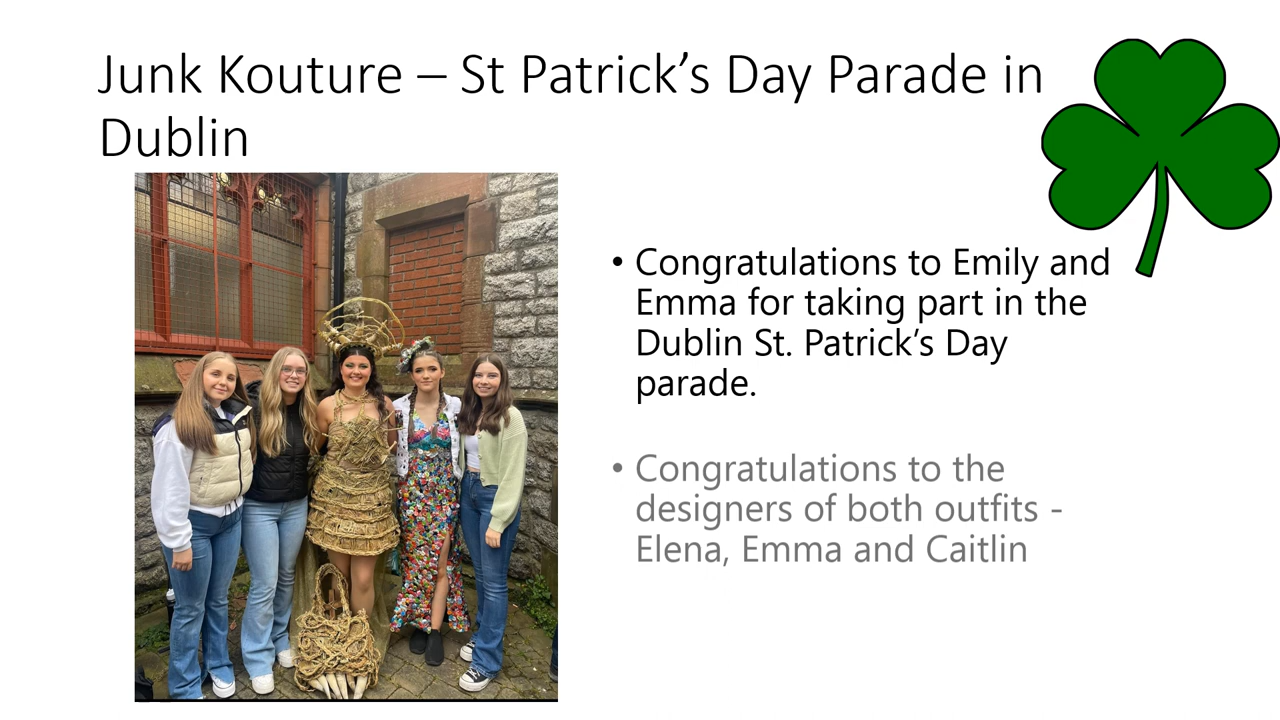 Junk Kouture – St Patrick’s Day Parade in
Dublin
• Congratulations to Emily and
Emma for taking part in the
Dublin St. Patrick’s Day
parade.
• Congratulations to the
designers of both outfits -
Elena, Emma and Caitlin